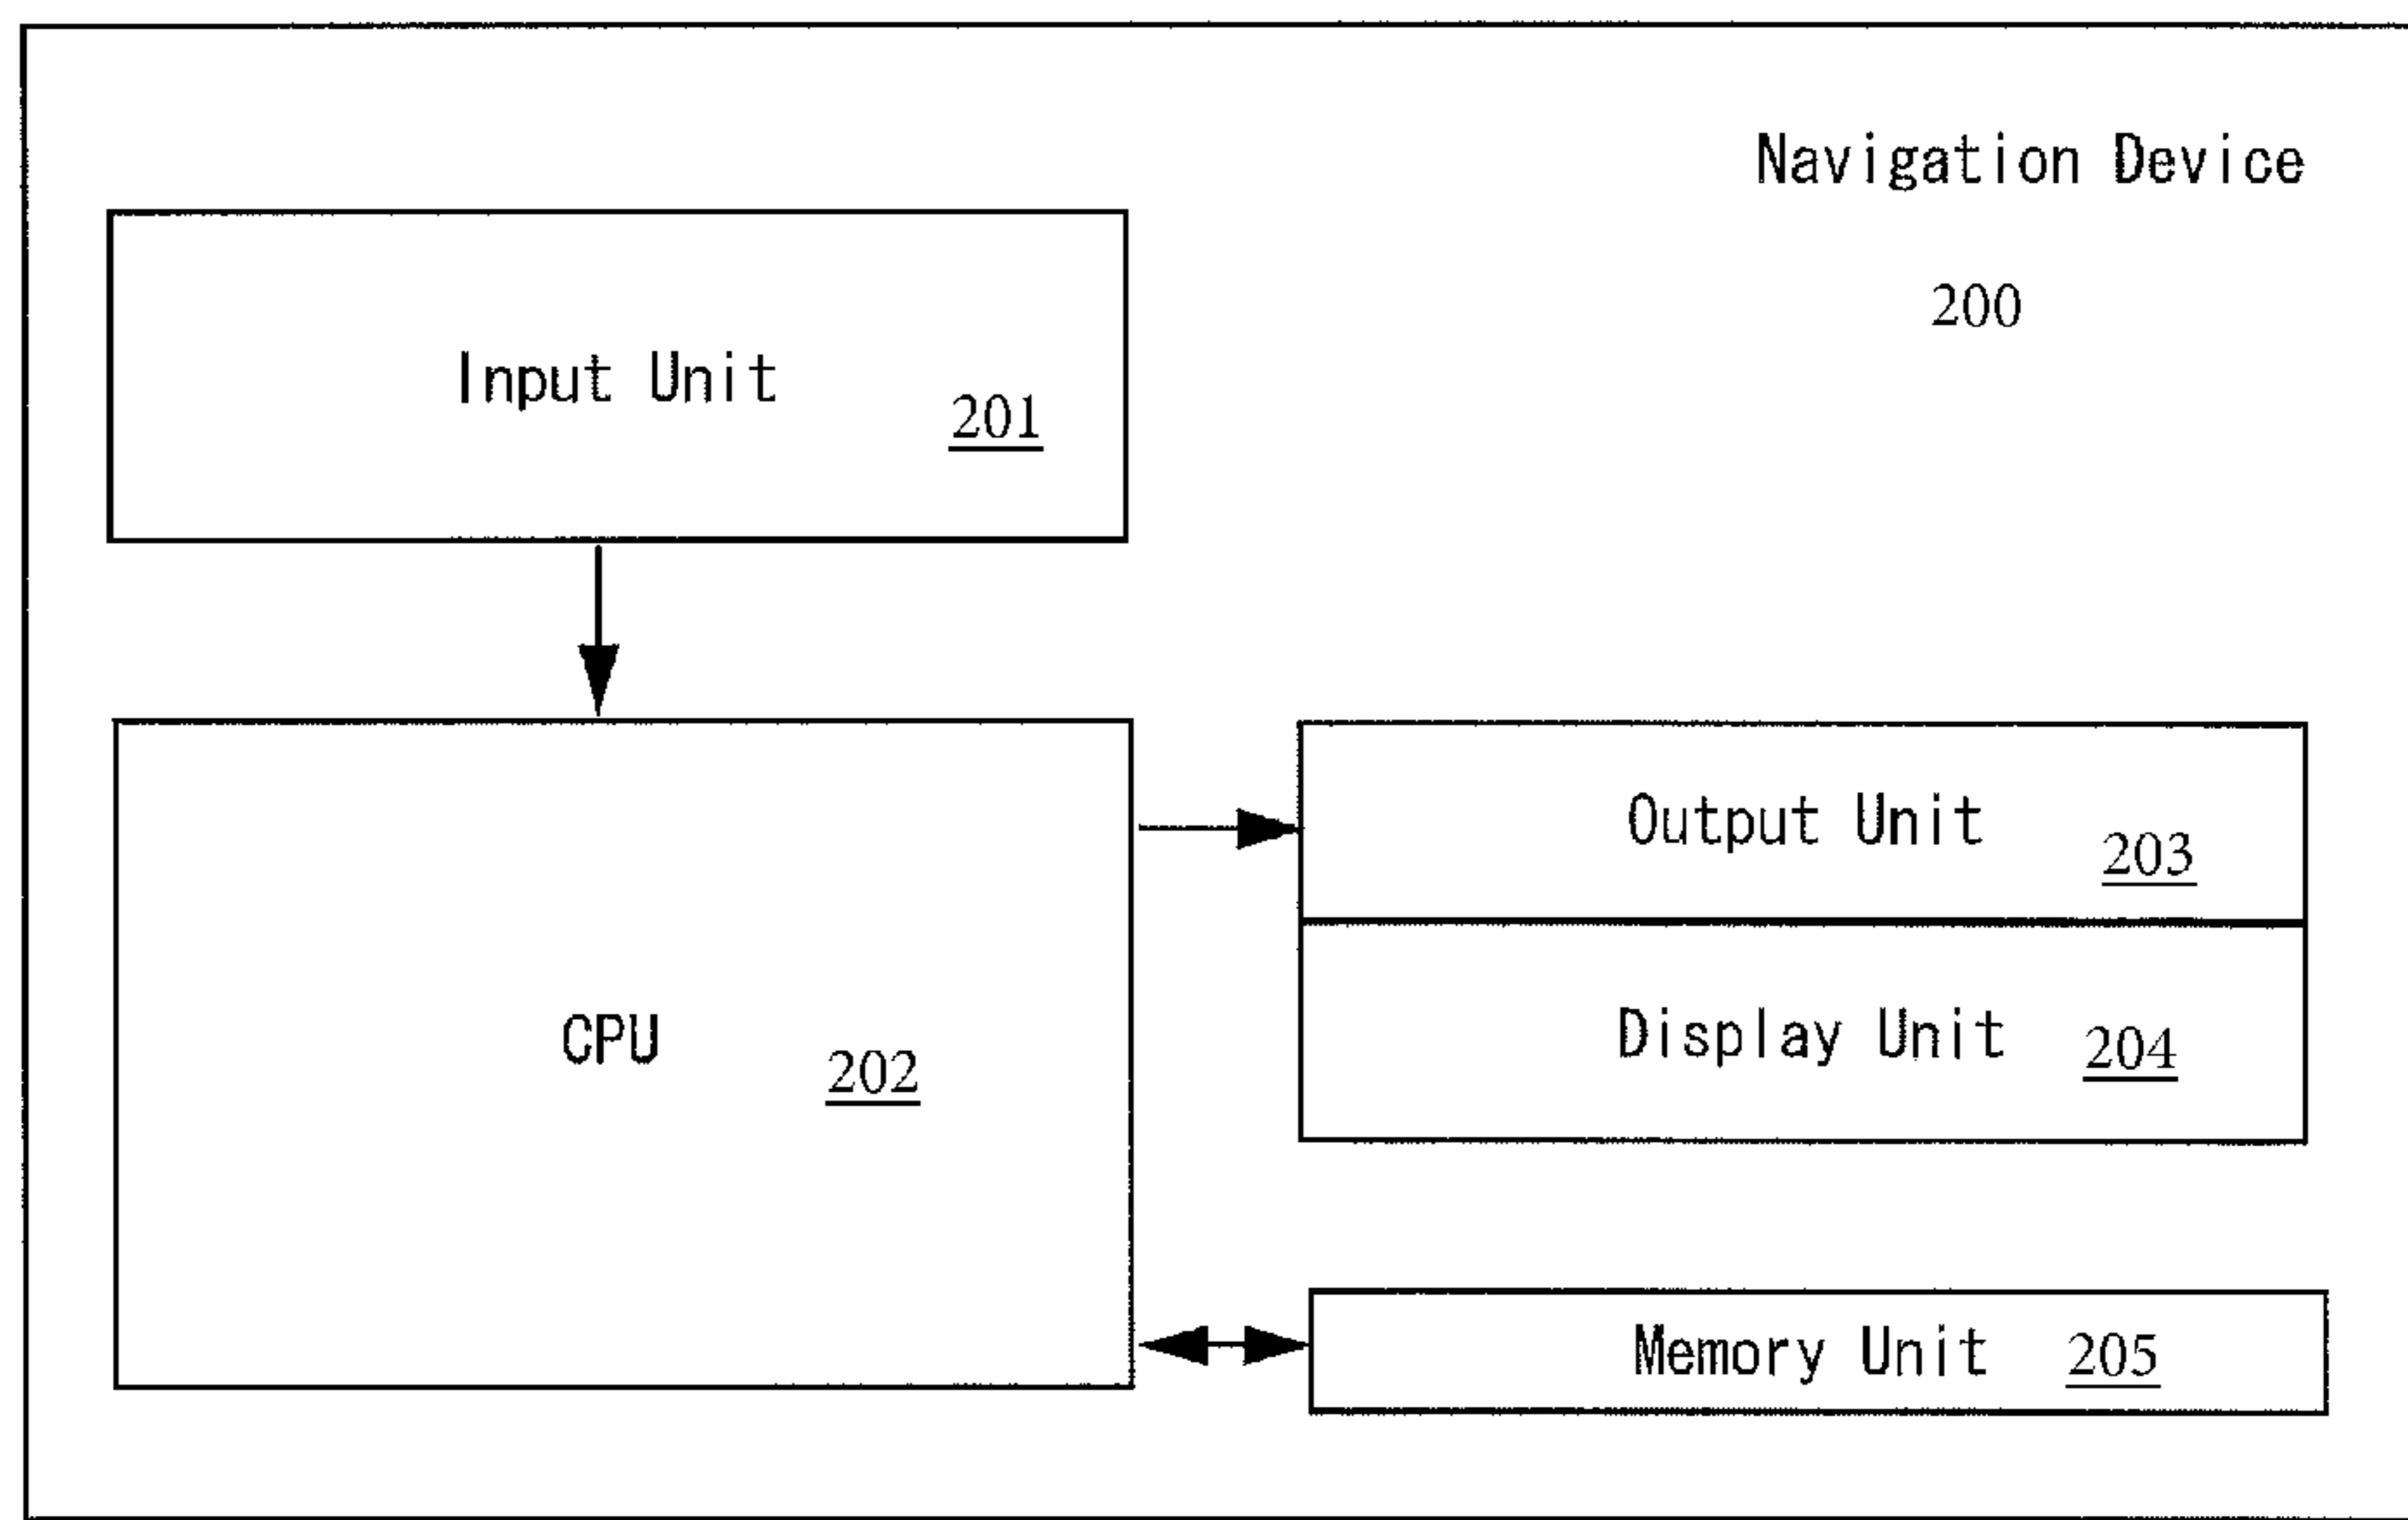 Navigation Device
200
Input Unit 201
CPU 202
Output Unit 203
Display Unit 204
Memory Unit 205